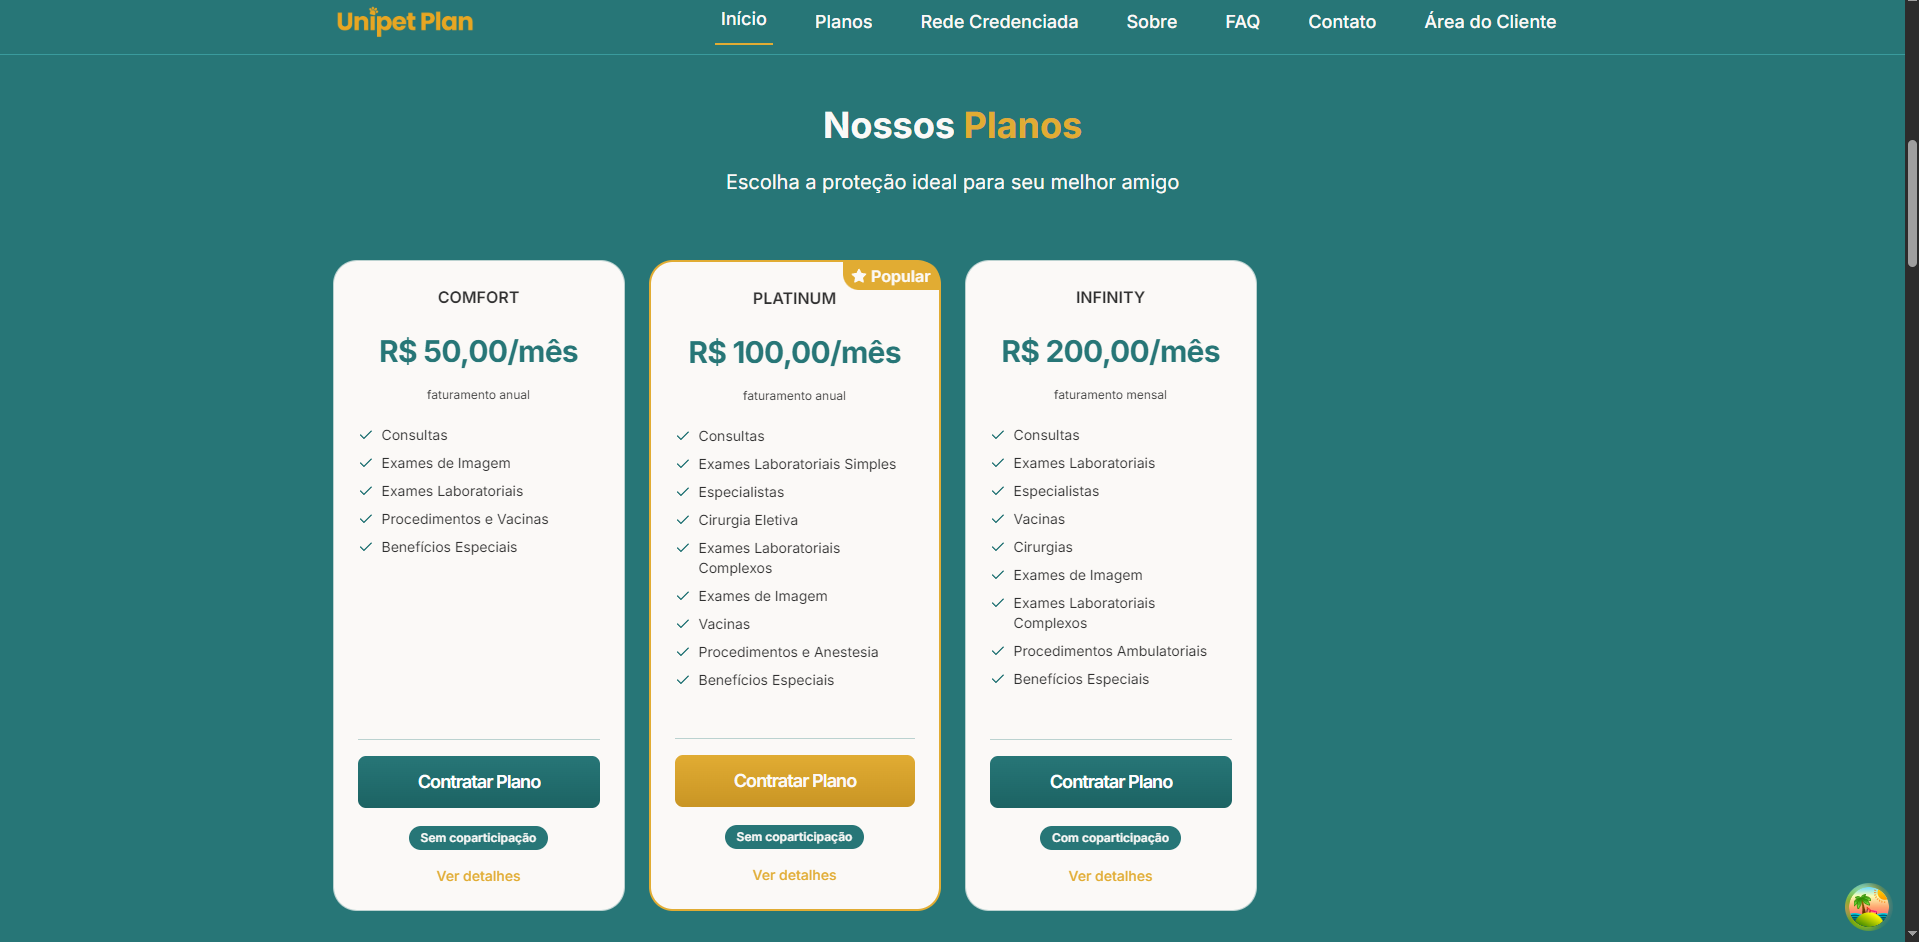 Unipet Plan
Início
Planos
Rede Credenciada
Sobre
FAQ
Contato
Área do Cliente
Nossos Planos
Escolha a proteção ideal para seu melhor amigo
COMFORT
R$ 50,00/mês
faturamento anual
Consultas
Exames de Imagem
Exames Laboratoriais
Procedimentos e Vacinas
Benefícios Especiais
Contratar Plano
Sem coparticipação
Ver detalhes
Popular
PLATINUM
R$ 100,00/mês
faturamento anual
Consultas
Exames Laboratoriais Simples
Especialistas
Cirurgia Eletiva
Exames Laboratoriais
Complexos
Exames de Imagem
Vacinas
Procedimentos e Anestesia
Benefícios Especiais
Contratar Plano
Sem coparticipação
Ver detalhes
INFINITY
R$ 200,00/mês
faturamento mensal
Consultas
Exames Laboratoriais
Especialistas
Vacinas
Cirurgias
Exames de Imagem
Exames Laboratoriais
Complexos
Procedimentos Ambulatoriais
Benefícios Especiais
Contratar Plano
Com coparticipação
Ver detalhes